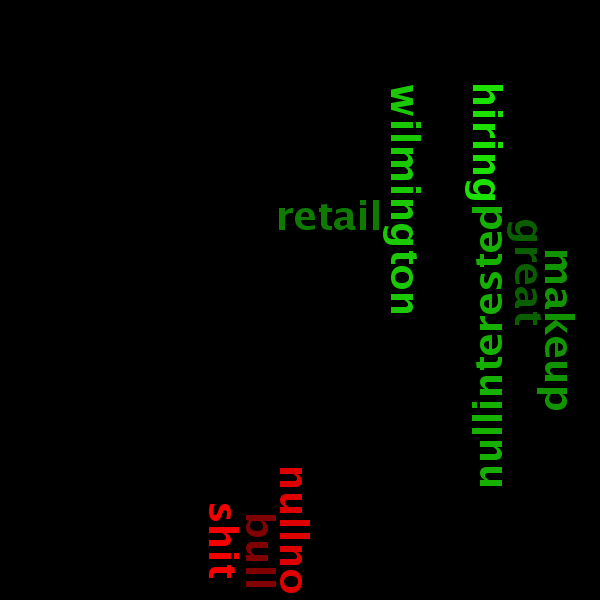 wilmington
hiring
retail
great
nullinterested
makeup
nullno
shit
bull